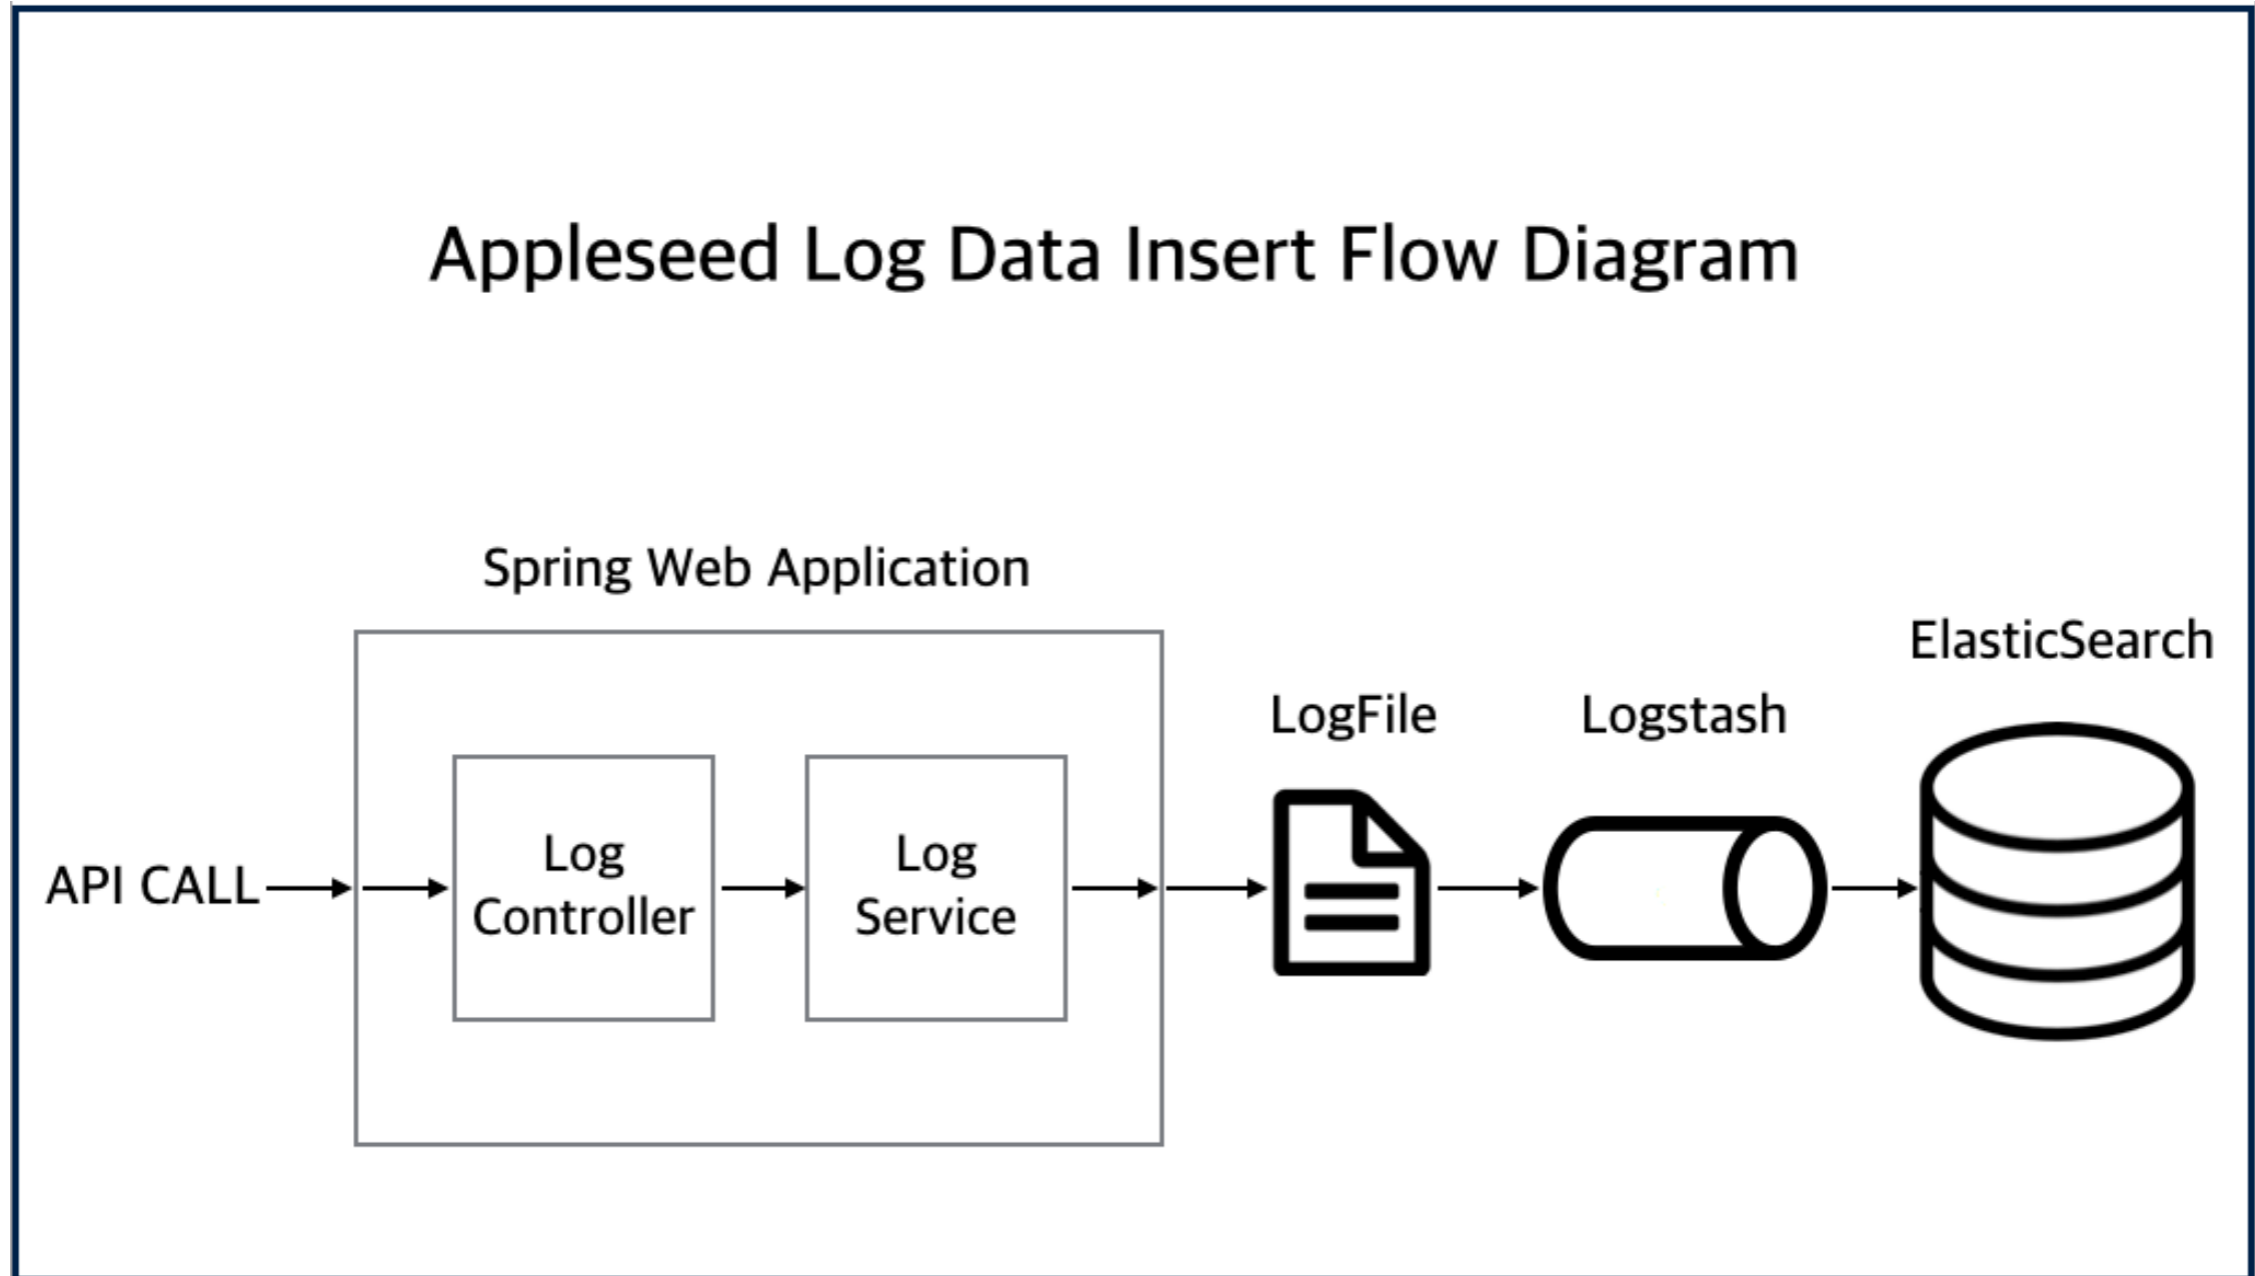 Appleseed Log Data Insert Flow Diagram
Spring Web Application
ElasticSearch
LogFile
Logstash
API CALL
Log
Controller
Log
Service